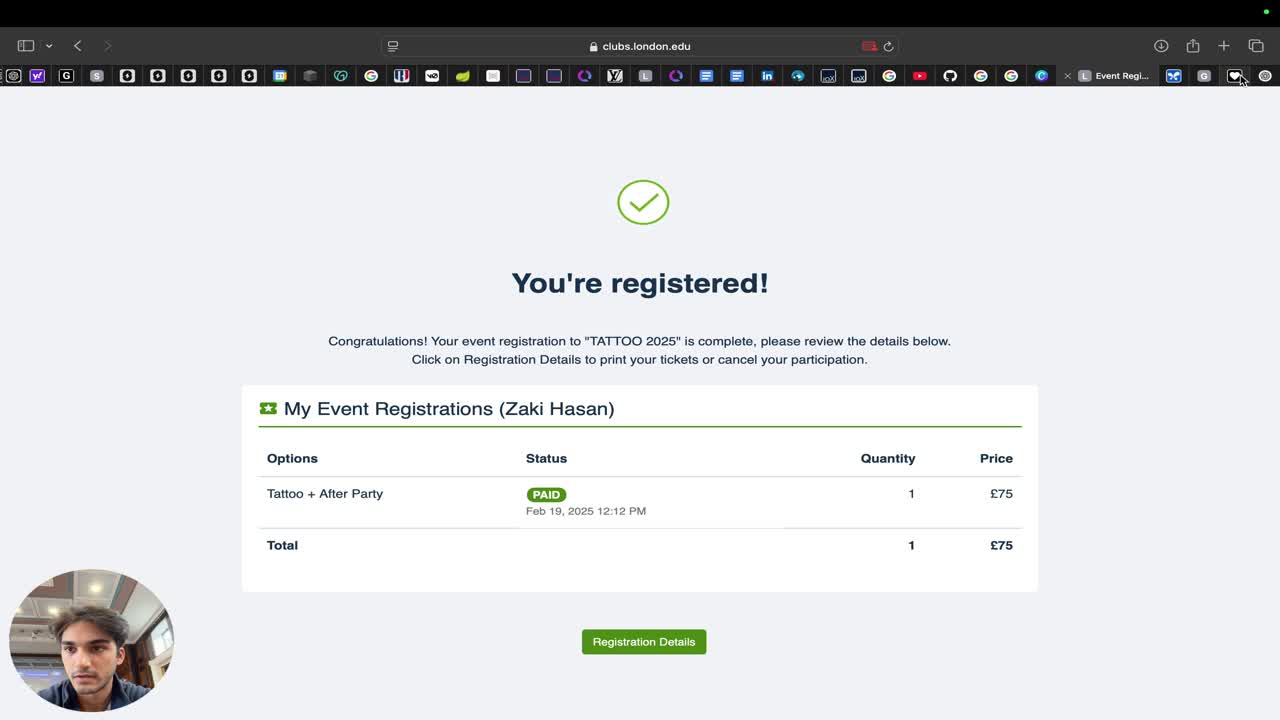 clubs.london.edu
Event Regi...
You're registered!
Congratulations! Your event registration to "TATTOO 2025" is complete, please review the details below.
Click on Registration Details to print your tickets or cancel your participation.
My Event Registrations (Zaki Hasan)
Options Status Quantity Price
Tattoo + After Party PAID 1 £75
Feb 19, 2025 12:12 PM
Total 1 £75
Registration Details